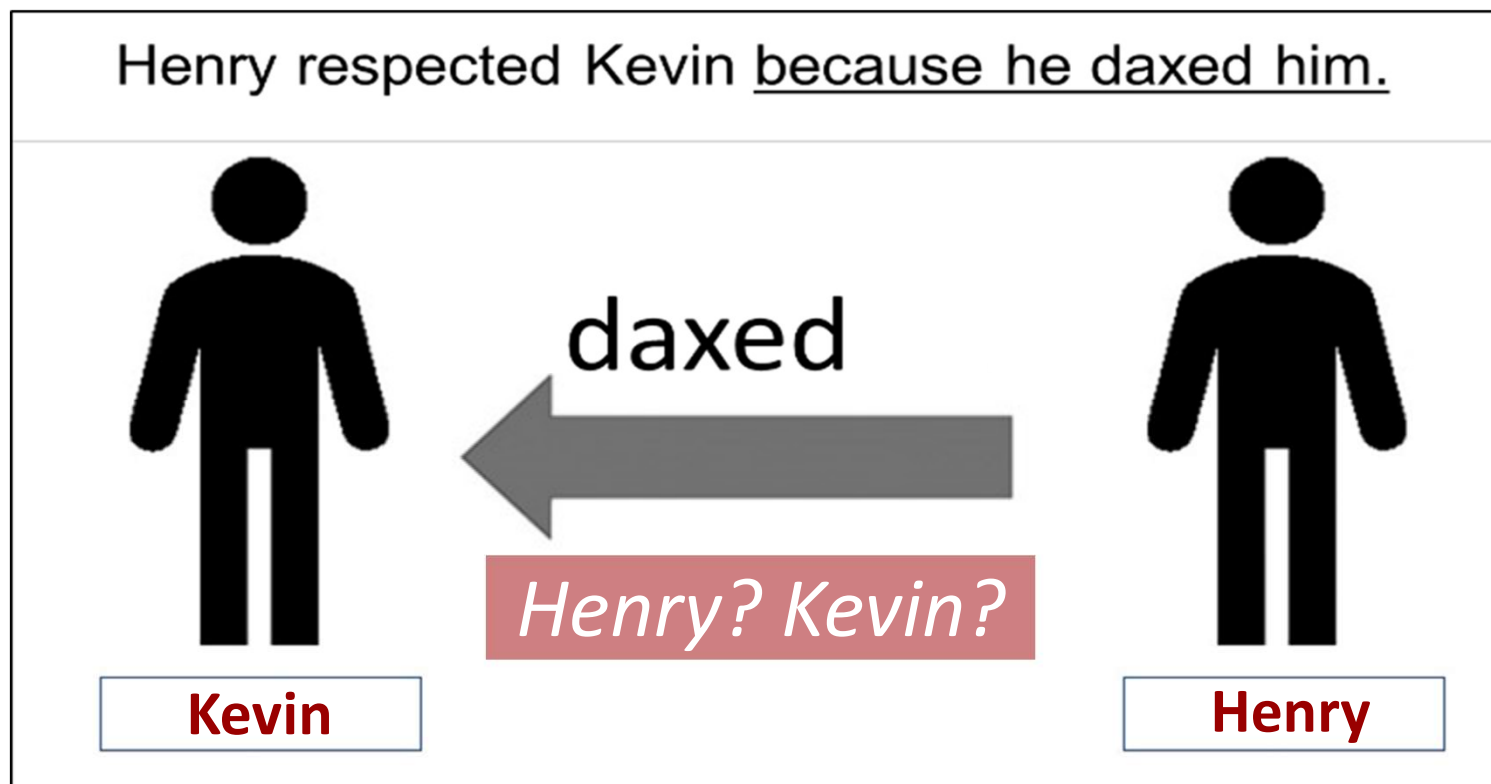 Henry respected Kevin because he daxed him.
daxed
Henry? Kevin?
Kevin
Henry